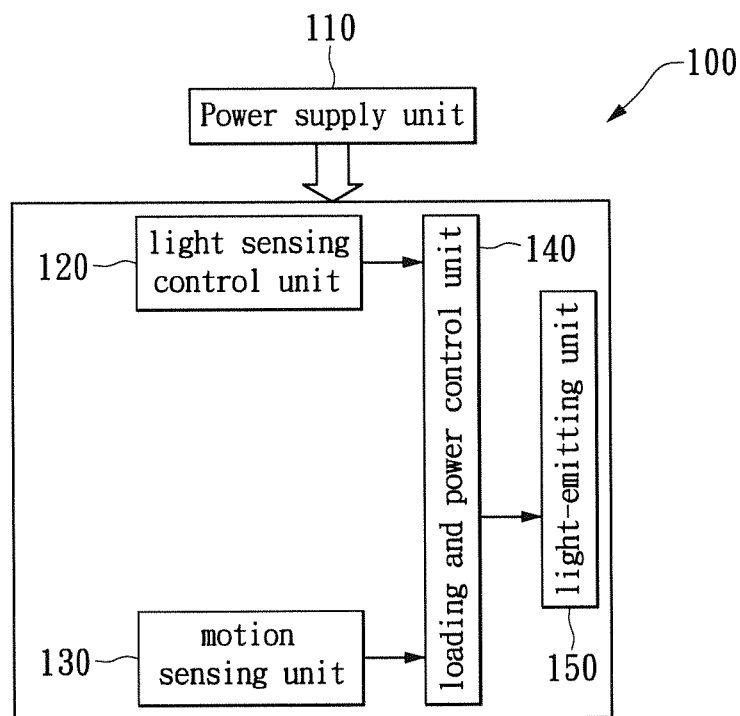 110
100
Power supply unit
light sensing
control unit
120
140
loading and power control unit
light-emitting unit
motion
sensing unit
130
150